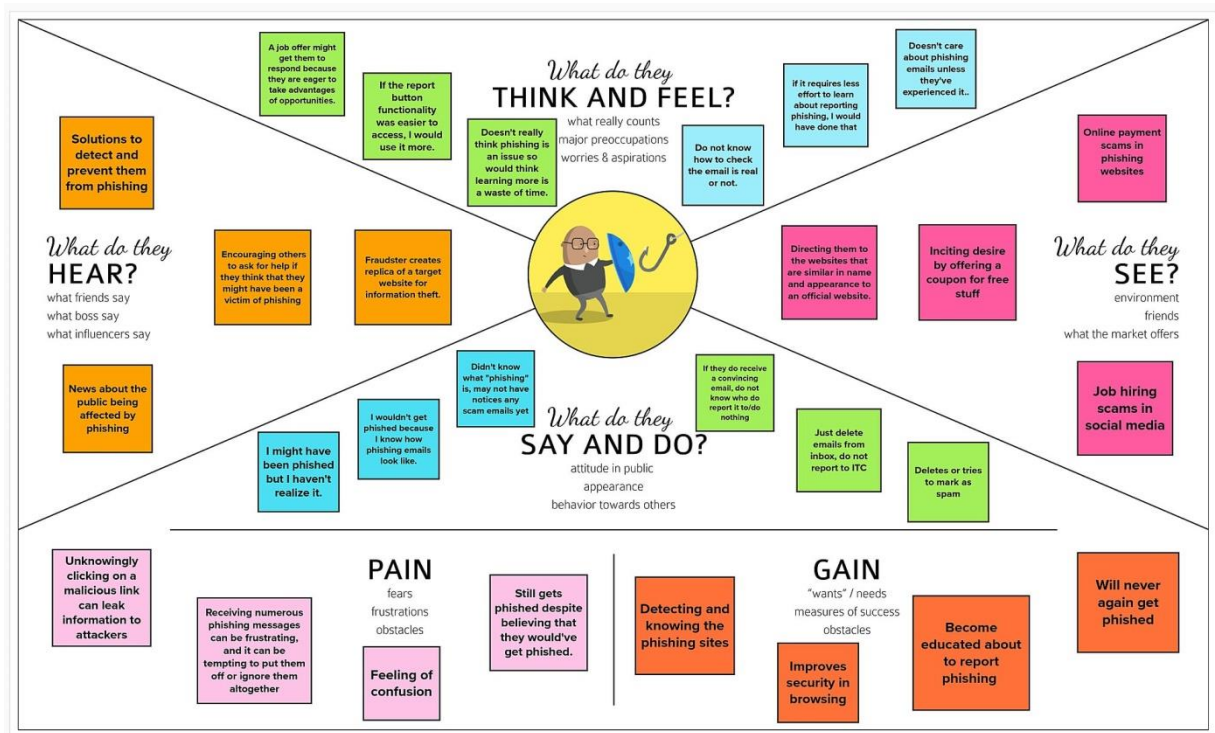 A job offer might
get them to
respond because
they are eager to
take advantages
of opportunities.
If the report
button
functionality
was easier to
access, I would
use it more.
Doesn't really
think phishing is
an issue so
would think
learning more is
a waste of time.
What do they
THINK AND FEEL?
what really counts
major preoccupations
worries & aspirations
Do not know
how to check
the email is real
or not.
if it requires less
effort to learn
about reporting
phishing, I would
have done that
Doesn't care
about phishing
emails unless
they've
experienced it..
Solutions to
detect and
prevent them
from phishing
What do they
HEAR?
what friends say
what boss say
what influencers say
Encouraging others
to ask for help if
they think that they
might have been a
victim of phishing
Fraudster creates
replica of a target
website for
information theft.
News about the
public being
affected by
phishing
Online payment
scams in
phishing
websites
Directing them to
the websites that
are similar in name
and appearance to
an official website.
Inciting desire
by offering a
coupon for free
stuff
What do they
SEE?
environment
friends
what the market offers
Job hiring
scams in
social media
I might have
been phished
but I haven't
realize it.
I wouldn't get
phished because
I know how
phishing emails
look like.
Didn't know
what "phishing"
is, may not have
notices any
scam emails yet
What do they
SAY AND DO?
attitude in public
appearance
behavior towards others
If they do receive
a convincing
email, do not
know who do
report it to/do
nothing
Just delete
emails from
inbox, do not
report to ITC
Deletes or tries
to mark as
spam
Unknowingly
clicking on a
malicious link
can leak
information to
attackers
Receiving numerous
phishing messages
can be frustrating,
and it can be
tempting to put them
off or ignore them
altogether
PAIN
fears
frustrations
obstacles
Feeling of
confusion
Still gets
phished despite
believing that
they would've
get phished.
Detecting and
knowing the
phishing sites
GAIN
"wants" / needs
measures of success
obstacles
Improves
security in
browsing
Become
educated about
to report
phishing
Will never
again get
phished